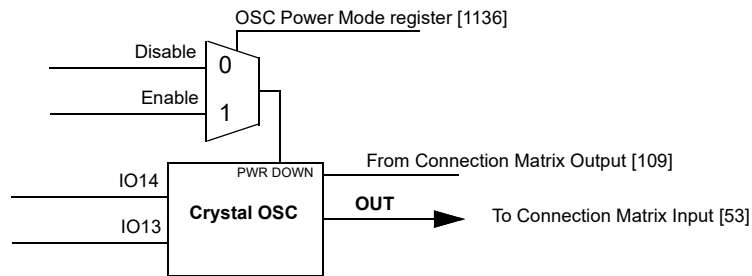 OSC Power Mode register [1136]
Disable
0
Enable
1
PWR DOWN
From Connection Matrix Output [109]
IO14
Crystal OSC
OUT
To Connection Matrix Input [53]
IO13